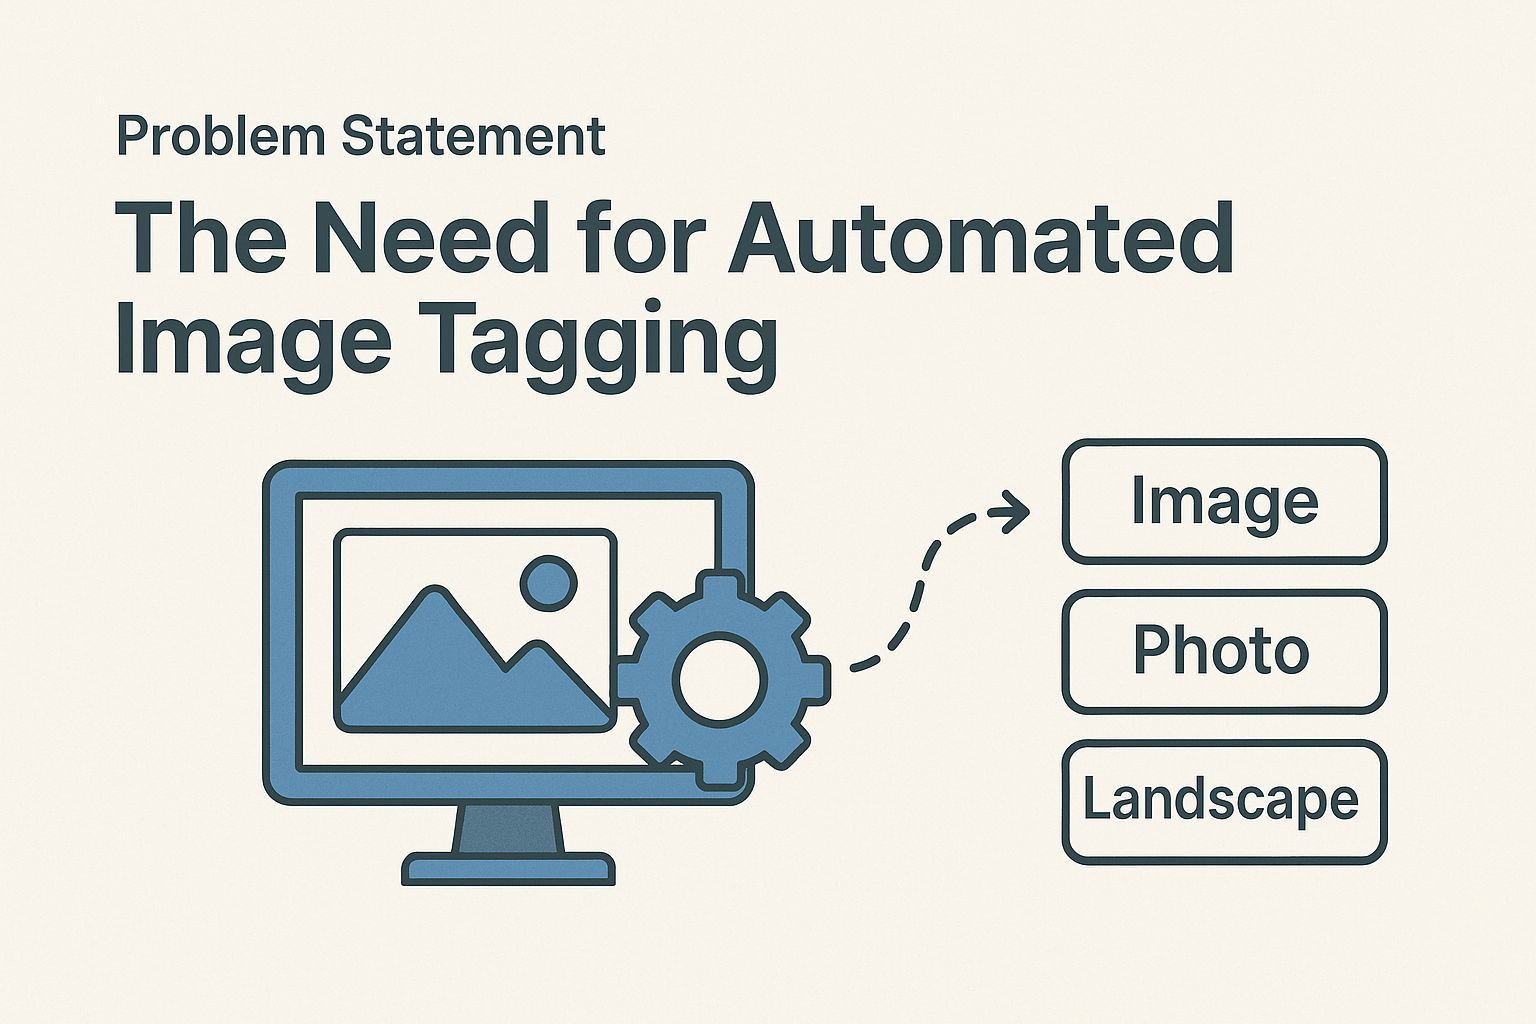 Problem Statement
The Need for Automated
Image Tagging
Image
Photo
Landscape